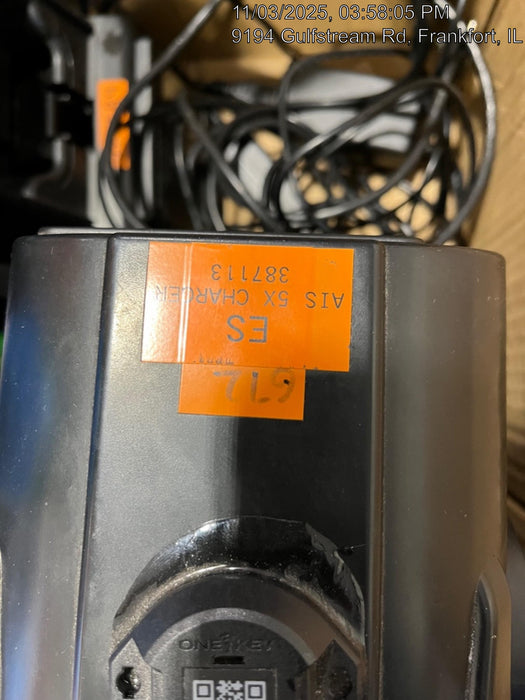 11/03/2025, 03:58:05 PM
9194 Gulfstream Rd, Frankfort, IL
ES
AIS 5X CHARGER
387113
ONE KEY